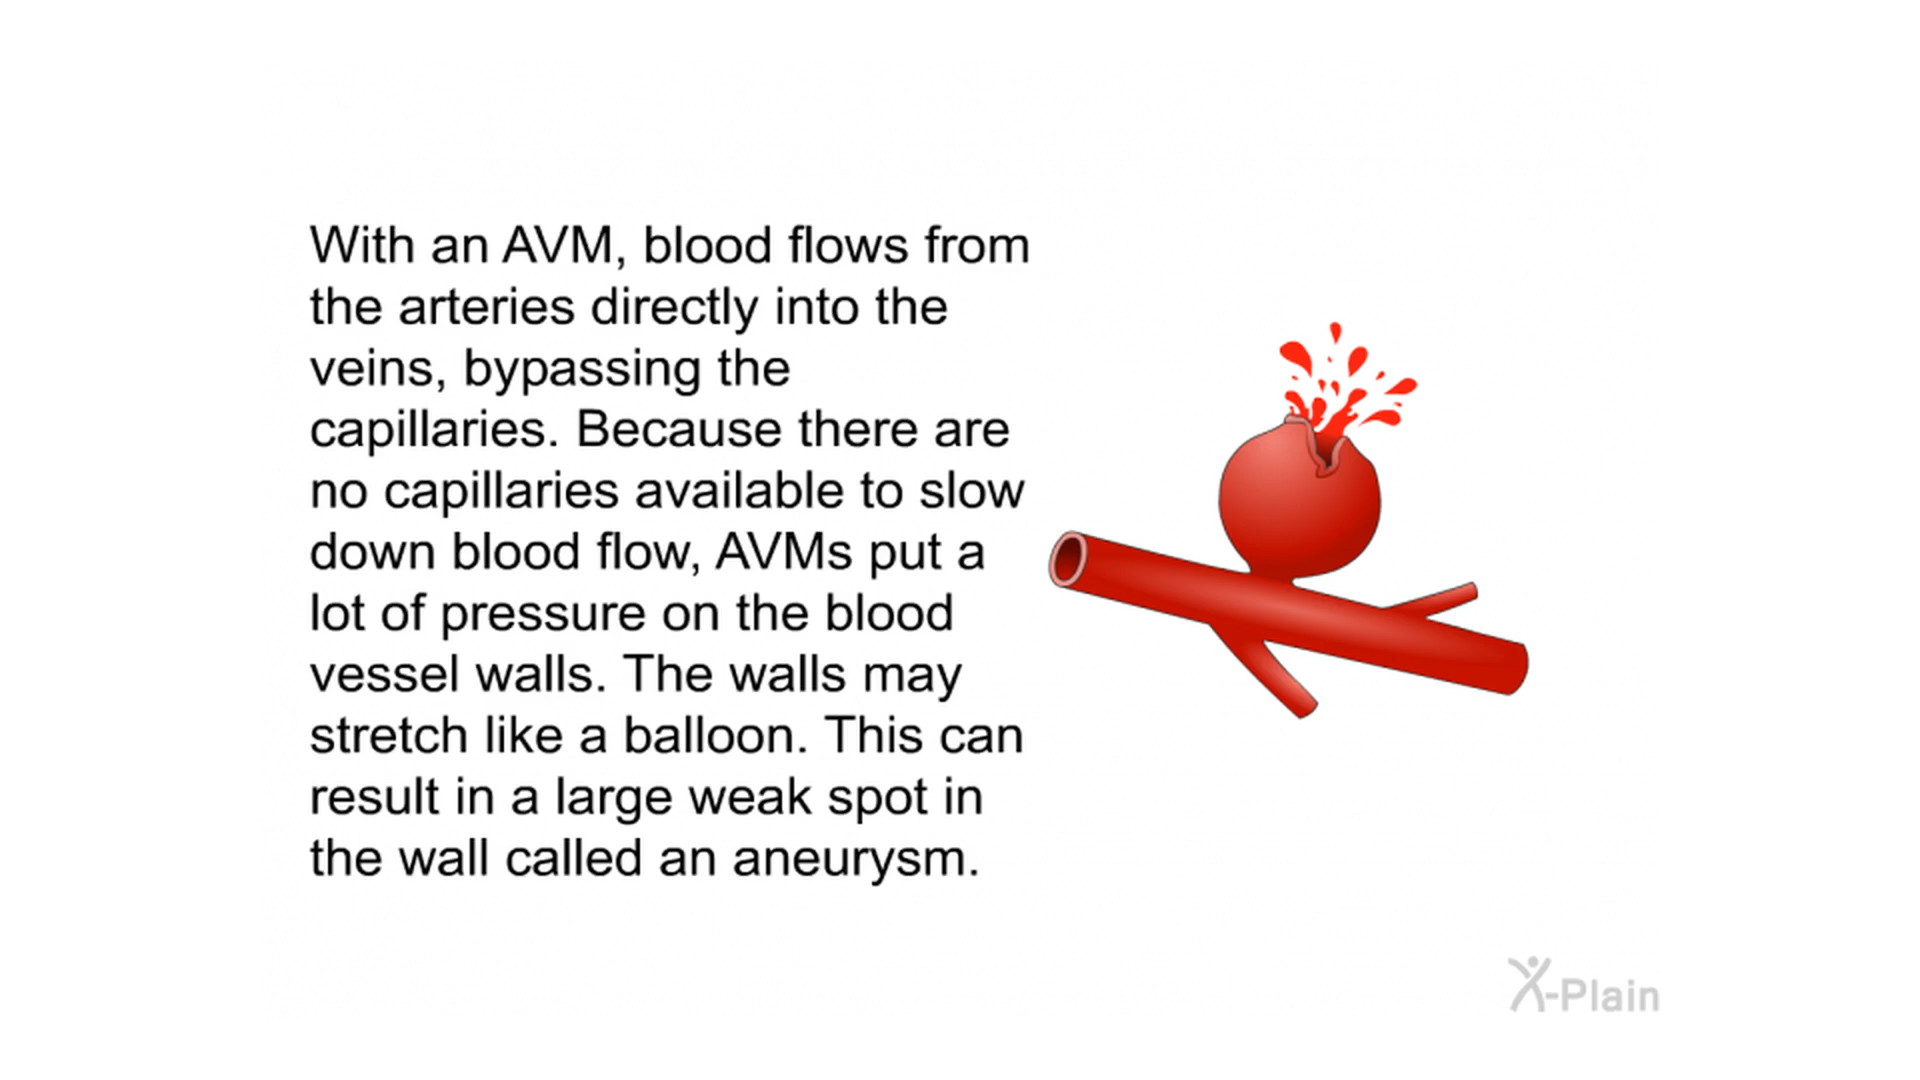 With an AVM, blood flows from
the arteries directly into the
veins, bypassing the
capillaries. Because there are
no capillaries available to slow
down blood flow, AVMs put a
lot of pressure on the blood
vessel walls. The walls may
stretch like a balloon. This can
result in a large weak spot in
the wall called an aneurysm.
X-Plain